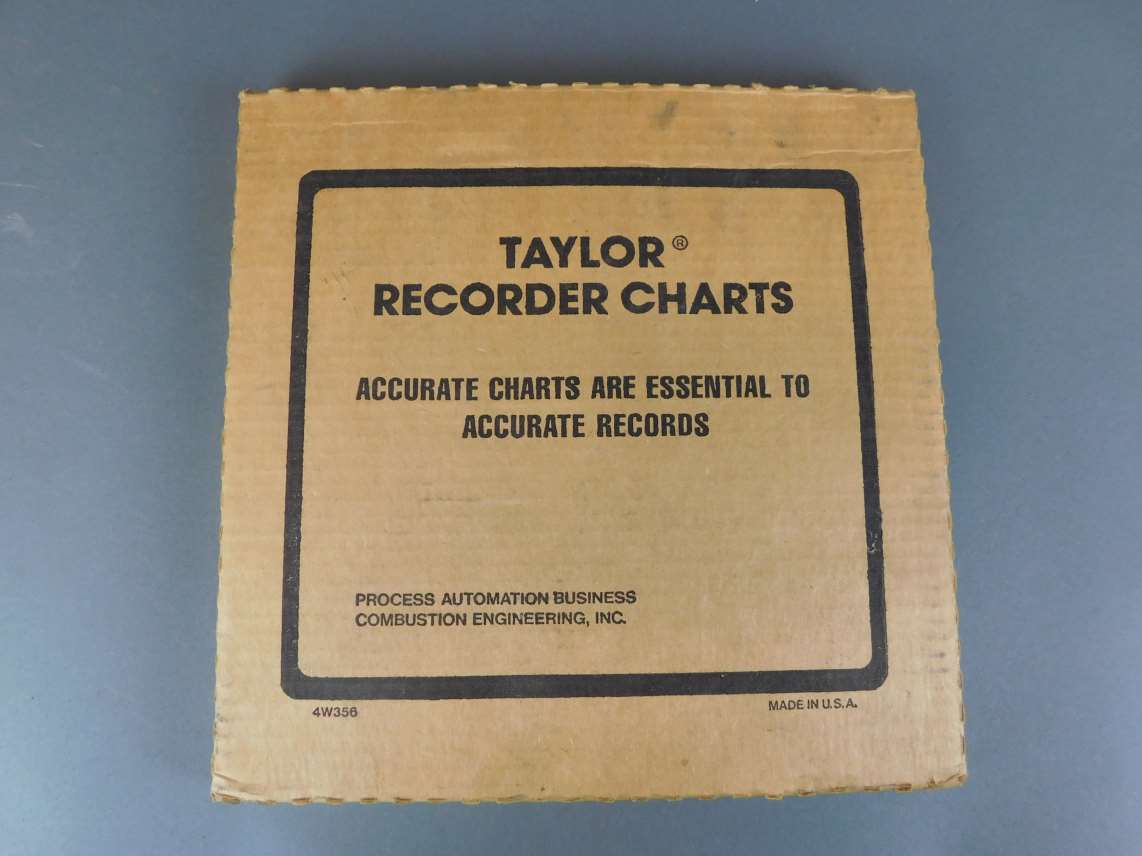 TAYLOR®
RECORDER CHARTS
ACCURATE CHARTS ARE ESSENTIAL TO
ACCURATE RECORDS
PROCESS AUTOMATION BUSINESS
COMBUSTION ENGINEERING, INC.
4W356
MADE IN U.S.A.